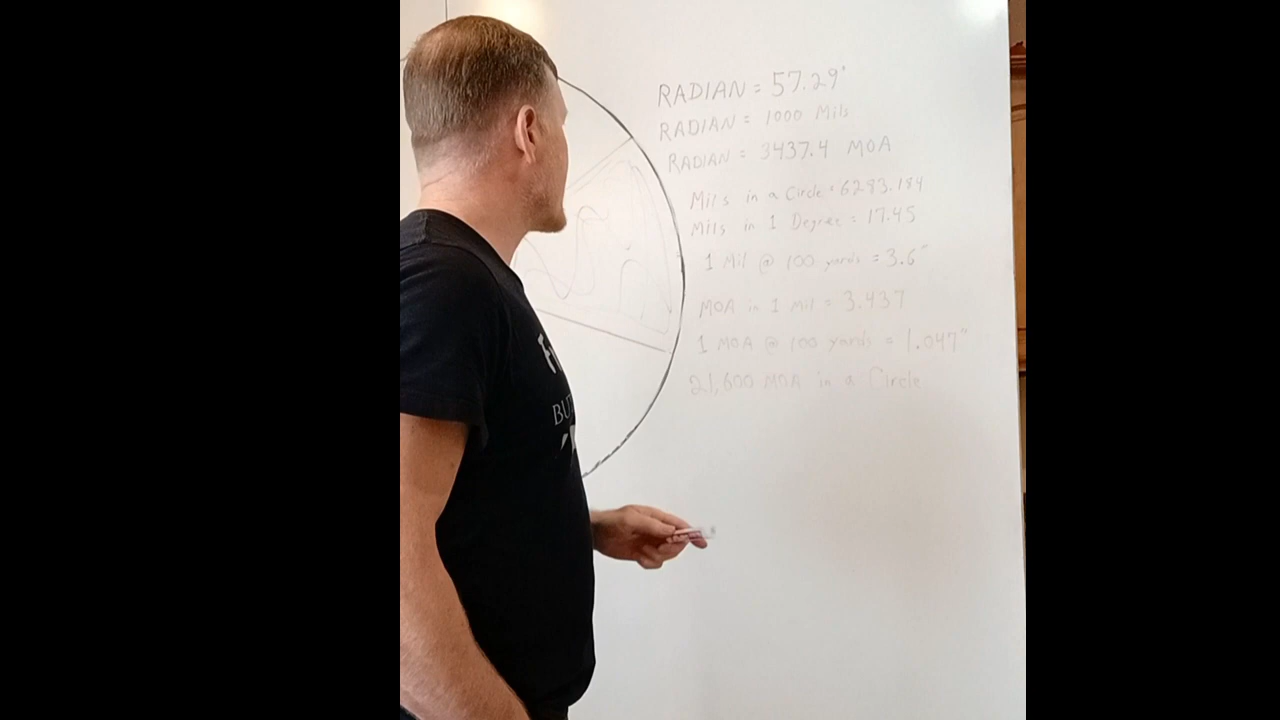 RADIAN = 57.29°
RADIAN = 1000 Mils
RADIAN = 3437.4 MOA
Mils in a Circle = 6283.184
Mils in 1 Degree = 17.45
1 Mil @ 100 yards = 3.6"
MOA in 1 mil = 3.437
1 MOA @ 100 yards = 1.047"
21,600 MOA in a Circle